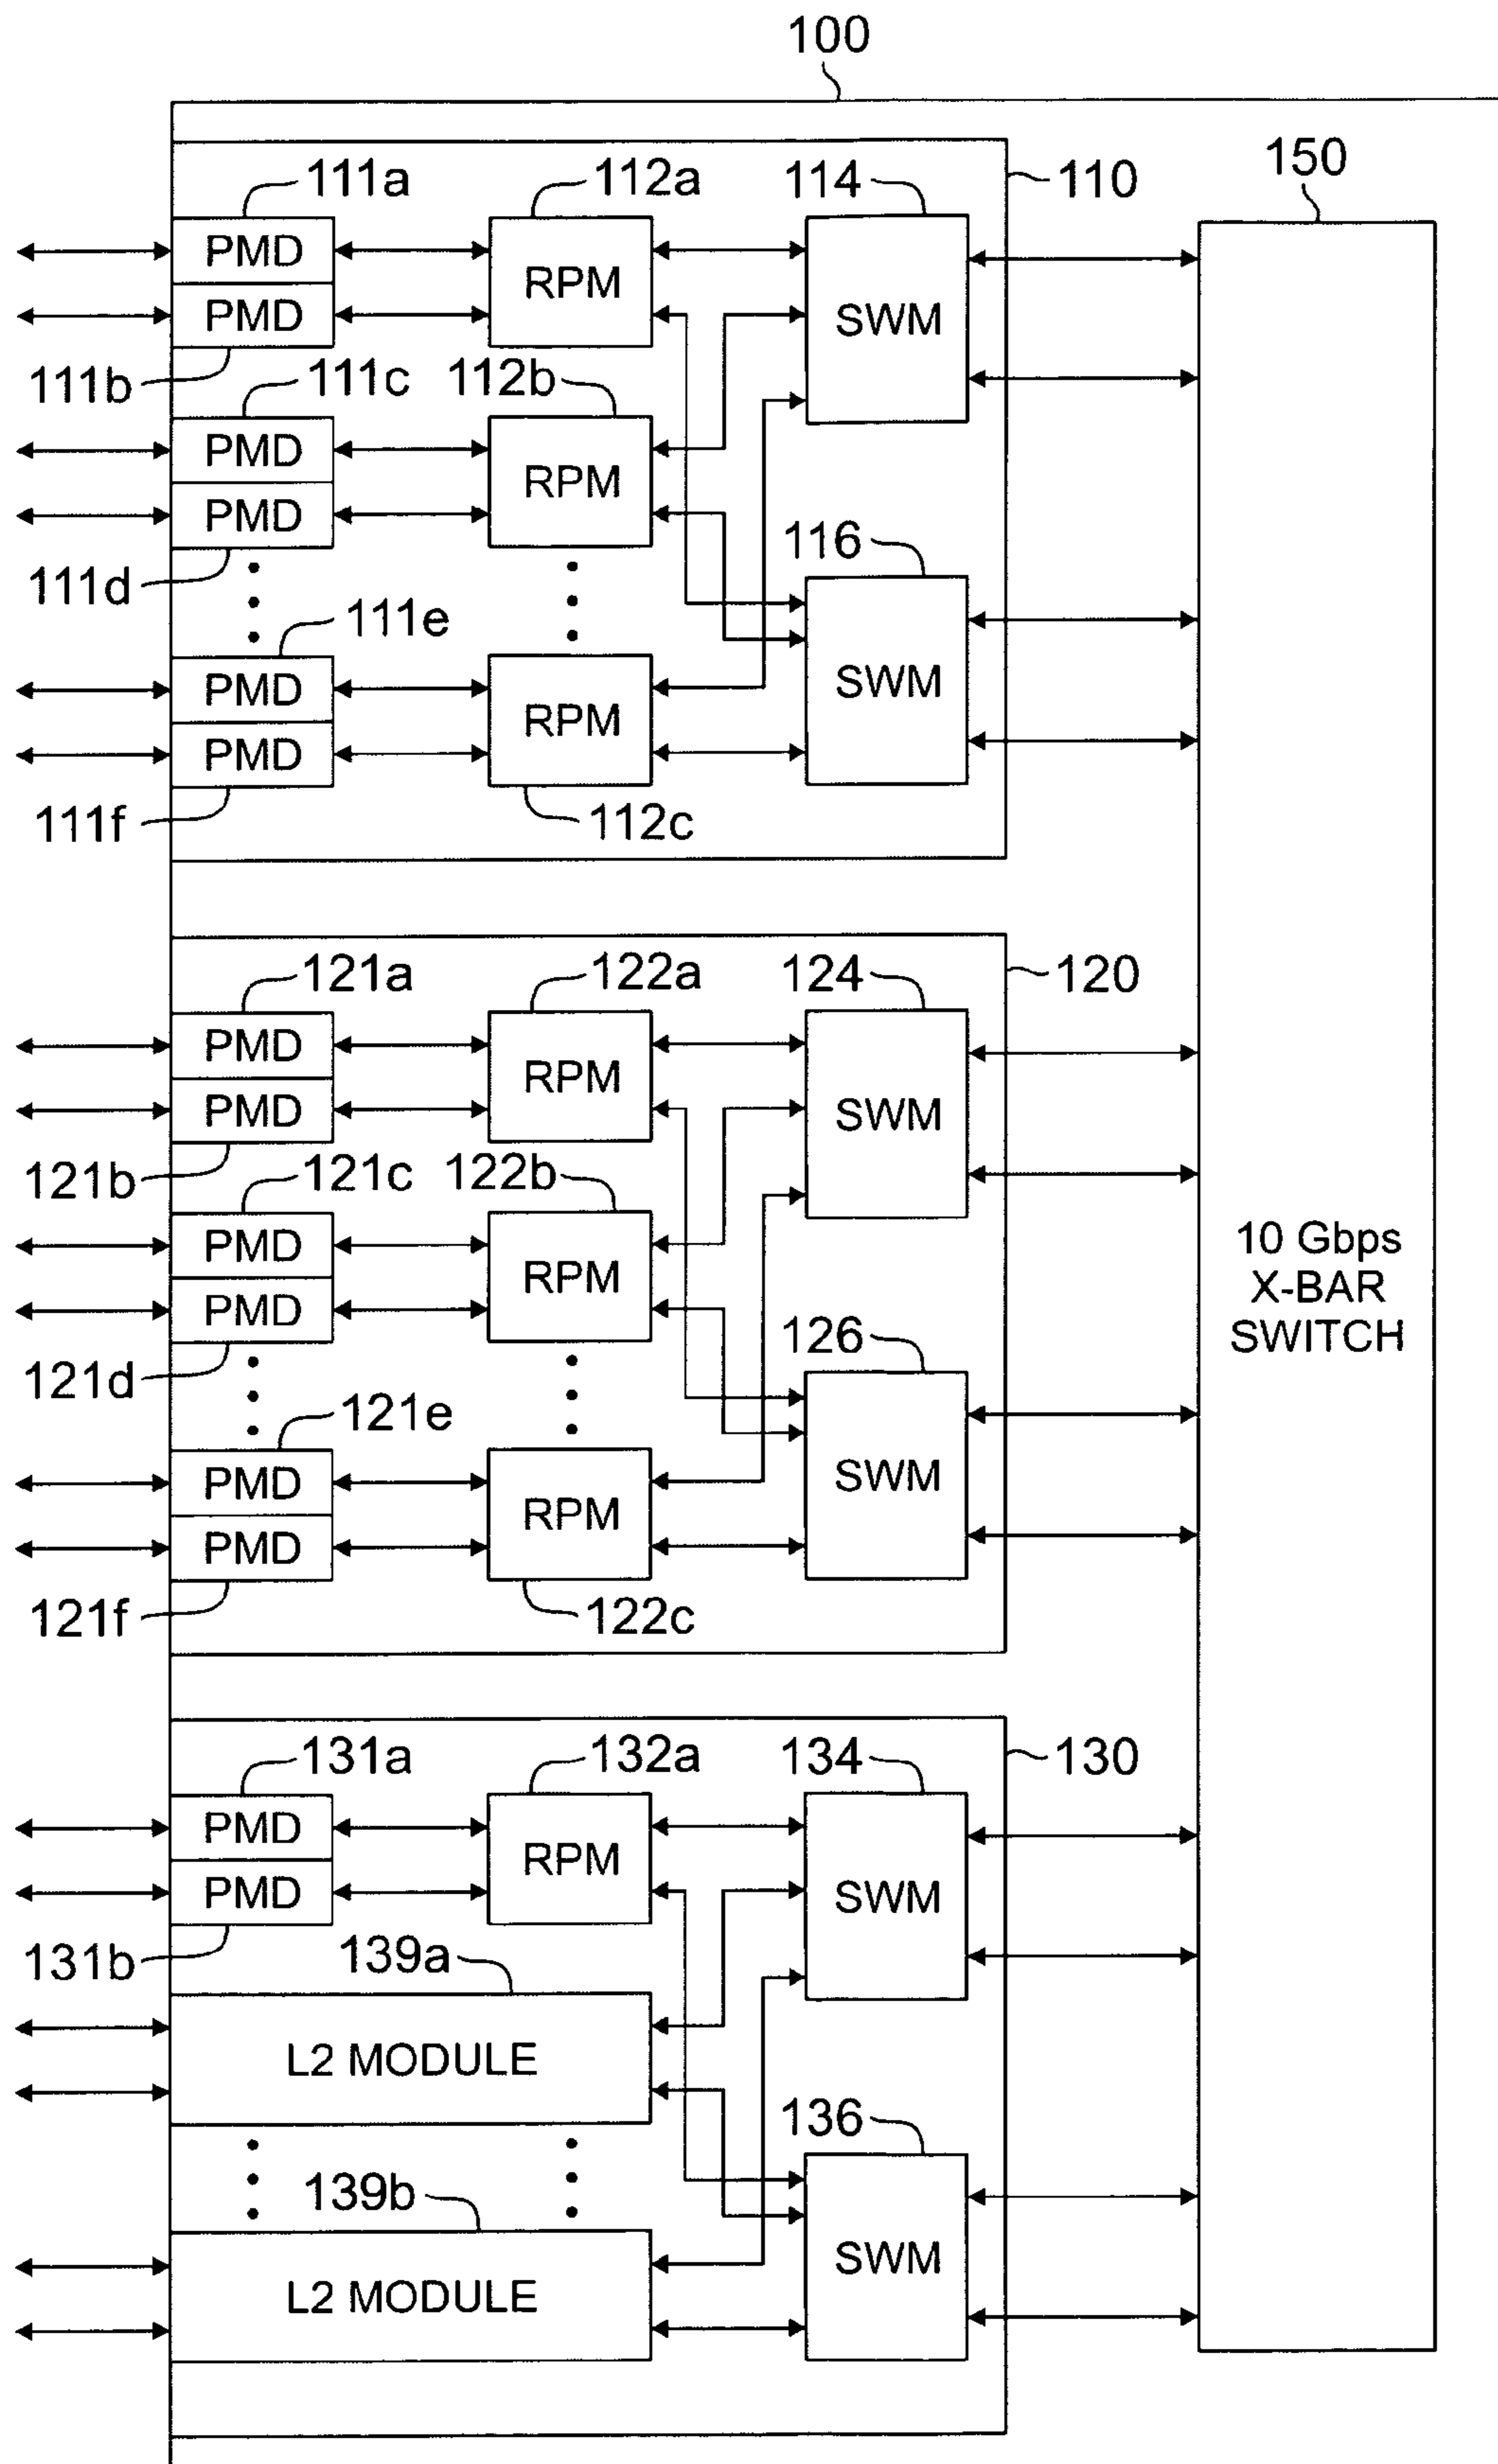 100
150
111a
112a
114
110
PMD
PMD
RPM
SWM
111b
111c
112b
PMD
PMD
RPM
111d
116
111e
PMD
PMD
RPM
SWM
111f
112c
121a
122a
124
120
PMD
PMD
RPM
SWM
121b
121c
122b
PMD
PMD
RPM
10 Gbps
X-BAR
SWITCH
121d
126
121e
PMD
PMD
RPM
SWM
121f
122c
131a
132a
134
130
PMD
PMD
RPM
SWM
131b
139a
L2 MODULE
136
139b
L2 MODULE
SWM